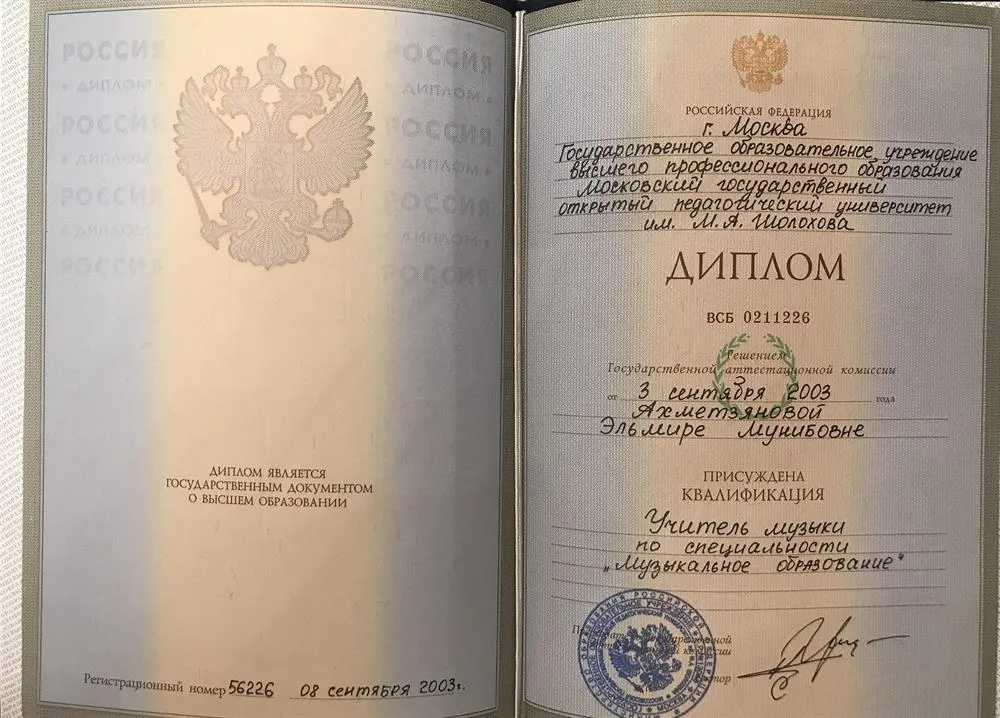 РОССИЯ РОССИЯ
ДИПЛОМ ДИПЛОМ
РОССИЯ РОССИЯ
ДИПЛОМ ДИПЛОМ
РОССИЯ РОССИЯ
ДИПЛОМ ДИПЛОМ
РОССИЯ РОССИЯ
ДИПЛОМ ЯВЛЯЕТСЯ
ГОСУДАРСТВЕННЫМ ДОКУМЕНТОМ
О ВЫСШЕМ ОБРАЗОВАНИИ
Регистрационный номер 56226 08 сентября 2003г.
РОССИЙСКАЯ ФЕДЕРАЦИЯ
г. Москва
Государственное образовательное учреждение
высшего профессионального образования
Московский государственный
открытый педагогический университет
им. М.А. Шолохова
ДИПЛОМ
ВСБ 0211226
Решением
Государственной аттестационной комиссии
от 3 сентября 2003 года
Ахметзяновой
Эльмире Мунибовне
ПРИСУЖДЕНА
КВАЛИФИКАЦИЯ
Учитель музыки
по специальности
„Музыкальное образование“